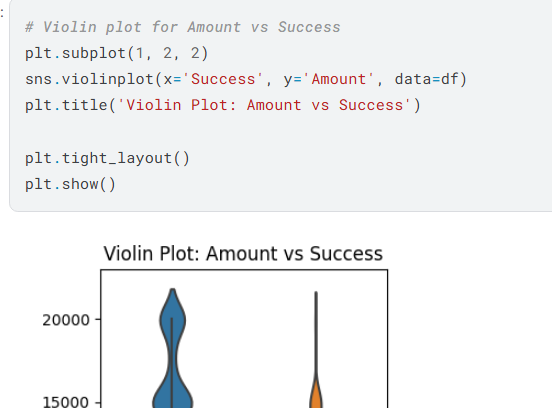 :
# Violin plot for Amount vs Success
plt.subplot(1, 2, 2)
sns.violinplot(x='Success', y='Amount', data=df)
plt.title('Violin Plot: Amount vs Success')
plt.tight_layout()
plt.show()
Violin Plot: Amount vs Success
20000
15000